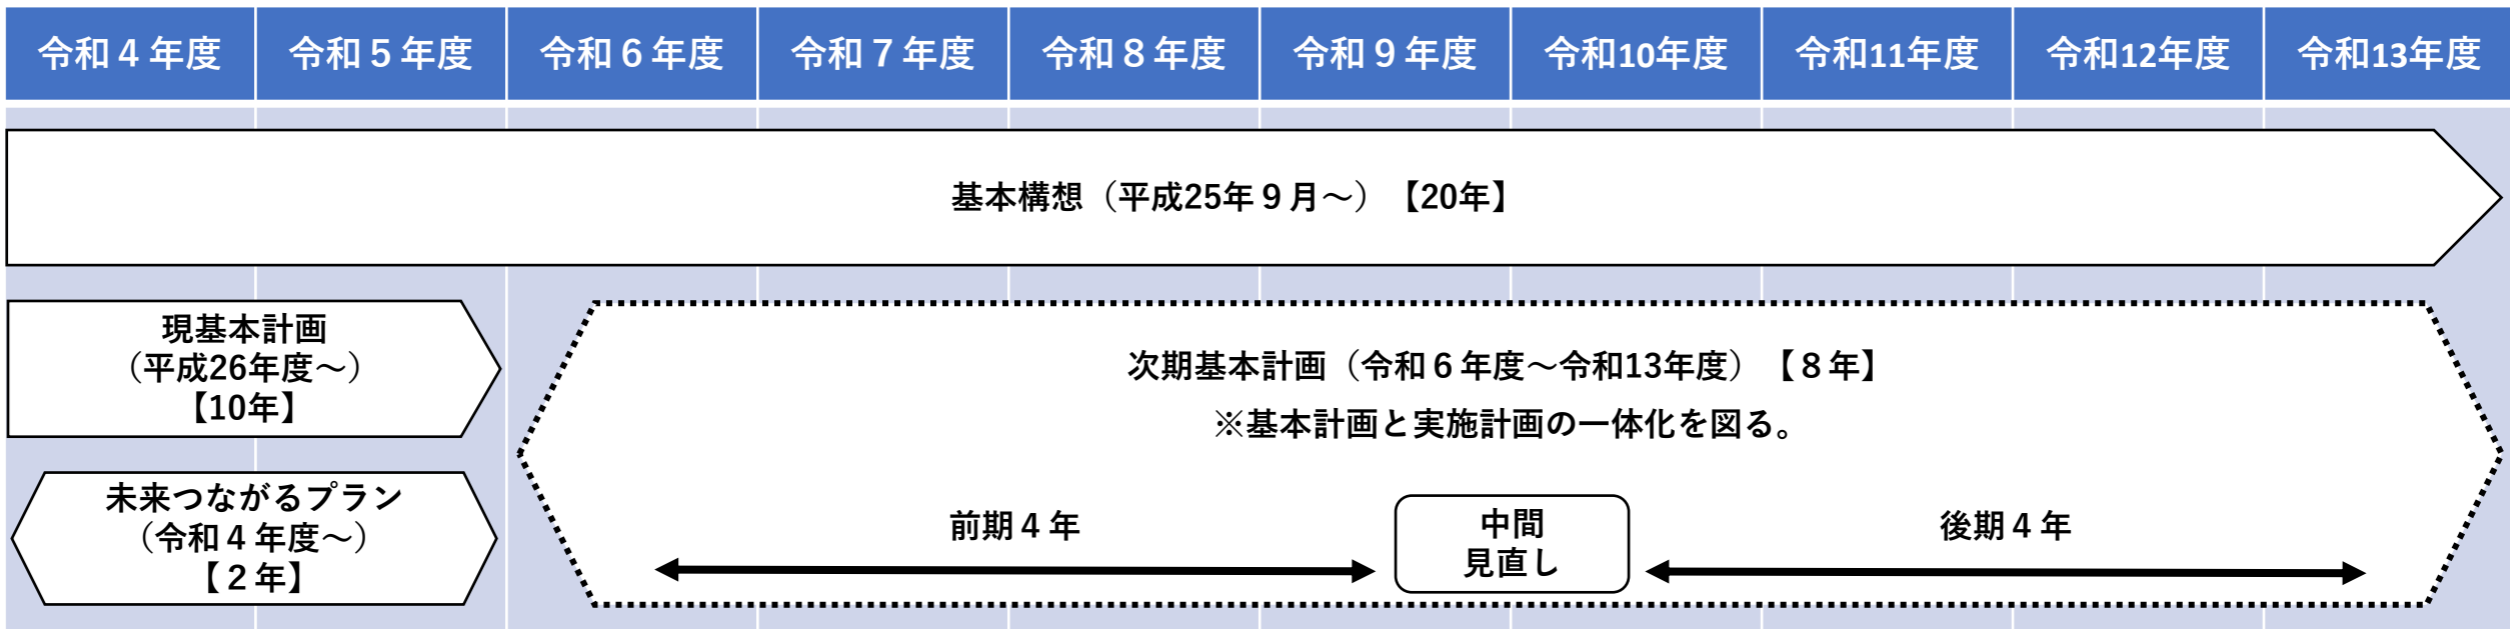 令和４年度
令和５年度
令和６年度
令和７年度
令和８年度
令和９年度
令和10年度
令和11年度
令和12年度
令和13年度
基本構想（平成25年９月～）【20年】
現基本計画
（平成26年度～）
【10年】
次期基本計画（令和６年度～令和13年度）【８年】
※基本計画と実施計画の一体化を図る。
未来つながるプラン
（令和４年度～）
【２年】
前期４年
中間
見直し
後期４年